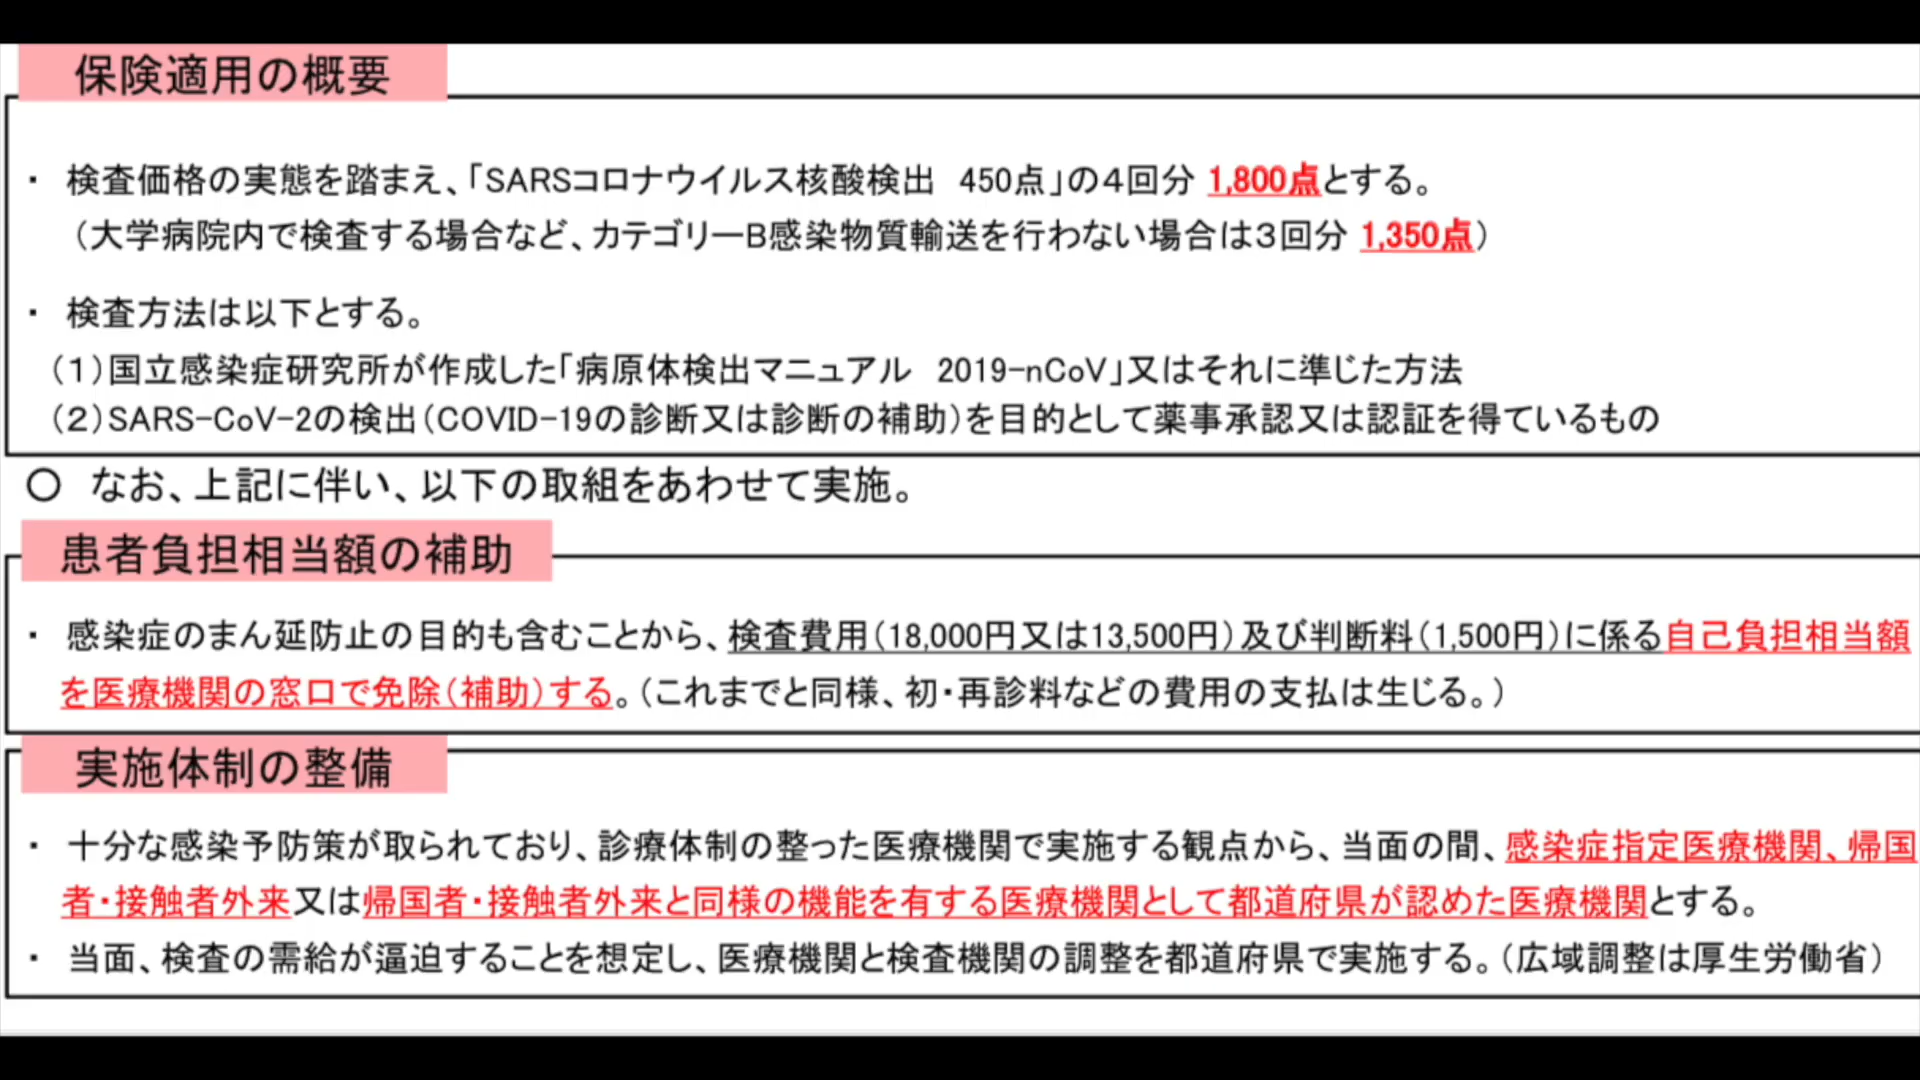 保険適用の概要
・ 検査価格の実態を踏まえ、「SARSコロナウイルス核酸検出 450点」の4回分 1,800点とする。
（大学病院内で検査する場合など、カテゴリーB感染物質輸送を行わない場合は3回分 1,350点）
・ 検査方法は以下とする。
（1）国立感染症研究所が作成した「病原体検出マニュアル 2019-nCoV」又はそれに準じた方法
（2）SARS-CoV-2の検出（COVID-19の診断又は診断の補助）を目的として薬事承認又は認証を得ているもの
〇 なお、上記に伴い、以下の取組をあわせて実施。
患者負担相当額の補助
・ 感染症のまん延防止の目的も含むことから、検査費用（18,000円又は13,500円）及び判断料（1,500円）に係る自己負担相当額
を医療機関の窓口で免除（補助）する。（これまでと同様、初・再診料などの費用の支払は生じる。）
実施体制の整備
・ 十分な感染予防策が取られており、診療体制の整った医療機関で実施する観点から、当面の間、感染症指定医療機関、帰国
者・接触者外来又は帰国者・接触者外来と同様の機能を有する医療機関として都道府県が認めた医療機関とする。
・ 当面、検査の需給が逼迫することを想定し、医療機関と検査機関の調整を都道府県で実施する。（広域調整は厚生労働省）